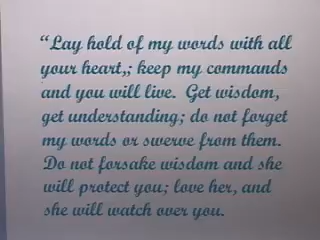 “Lay hold of my words with all
your heart,; keep my commands
and you will live. Get wisdom,
get understanding; do not forget
my words or swerve from them.
Do not forsake wisdom and she
will protect you; love her, and
she will watch over you.